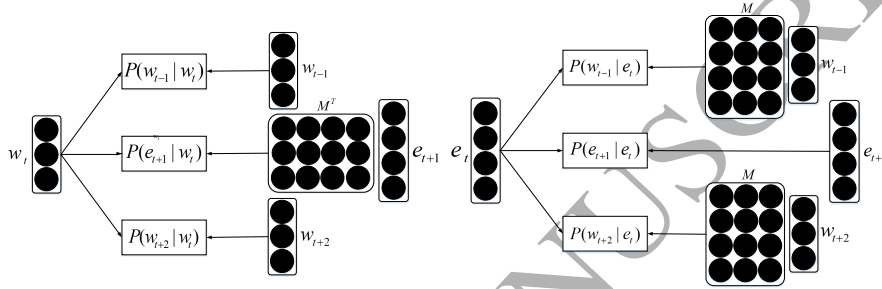 P(w_{t-1} | w_t)
w_{t-1}
M^T
w_t
P(e_{t+1} | w_t)
e_{t+1}
P(w_{t+2} | w_t)
w_{t+2}
M
P(w_{t-1} | e_t)
w_{t-1}
e_t
P(e_{t+1} | e_t)
e_{t+
M
P(w_{t+2} | e_t)
w_{t+2}
NUSCRI